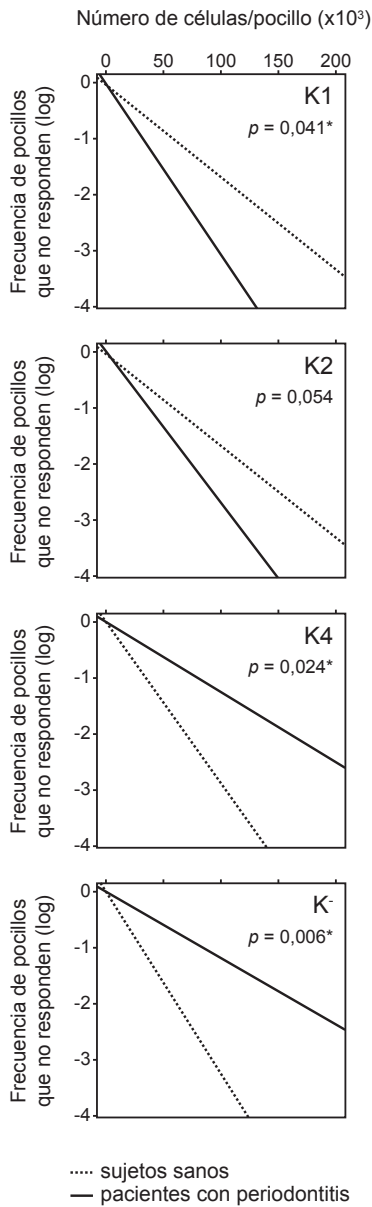 Número de células/pocillo (x10³)
0 50 100 150 200
Frecuencia de pocillos
que no responden (log)
0
-1
-2
-3
-4
K1
p = 0,041*
Frecuencia de pocillos
que no responden (log)
0
-1
-2
-3
-4
K2
p = 0,054
Frecuencia de pocillos
que no responden (log)
0
-1
-2
-3
-4
K4
p = 0,024*
Frecuencia de pocillos
que no responden (log)
0
-1
-2
-3
-4
K⁻
p = 0,006*
sujetos sanos
pacientes con periodontitis